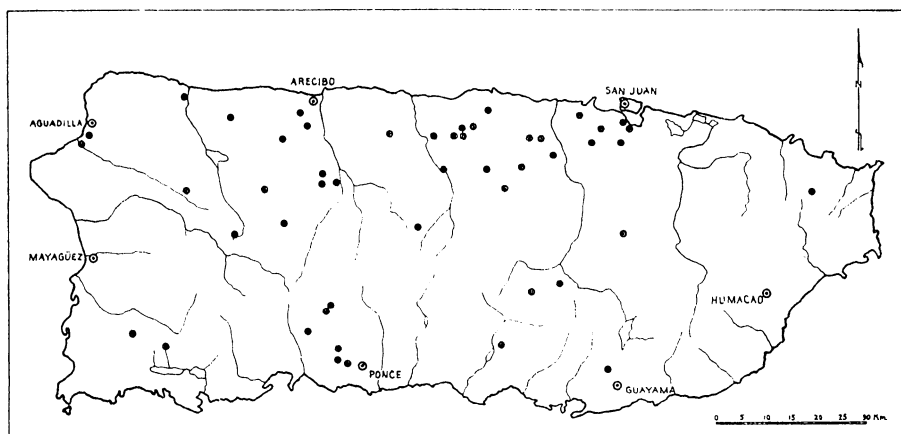 ARECIBO
SAN JUAN
N
AGUADILLA
MAYAGÜEZ
HUMACAO
PONCE
GUAYAMA
0 5 10 15 20 25 30 Km.